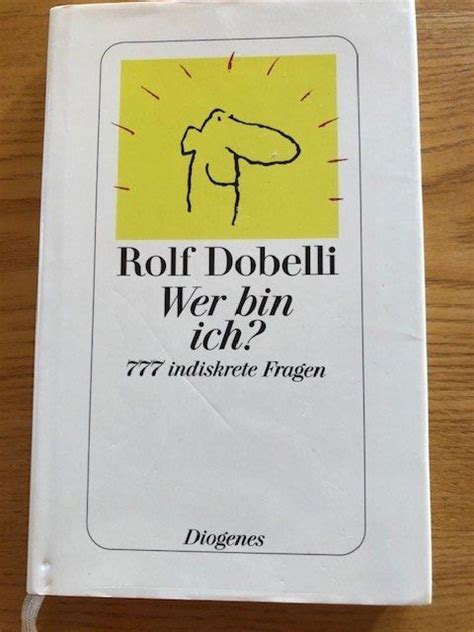 Rolf Dobelli
Wer bin
ich?
777 indiskrete Fragen
Diogenes